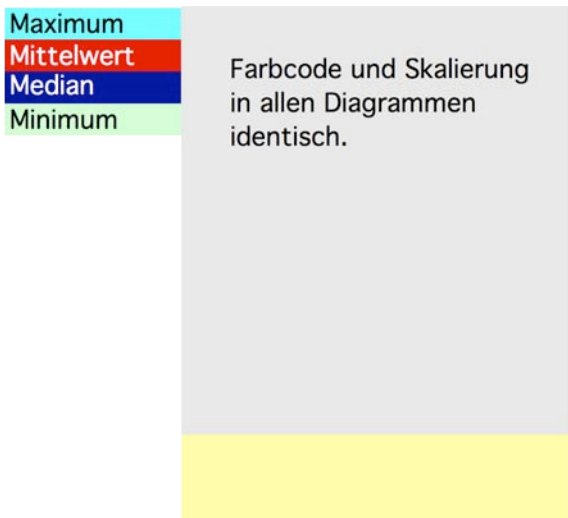 Maximum
Mittelwert
Median
Minimum
Farbcode und Skalierung
in allen Diagrammen
identisch.